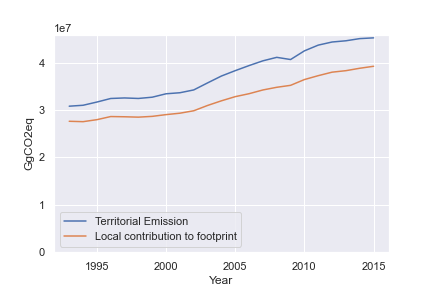 1e7
4
3
2
1
0
GgCO2eq
Territorial Emission
Local contribution to footprint
1995 2000 2005 2010 2015
Year